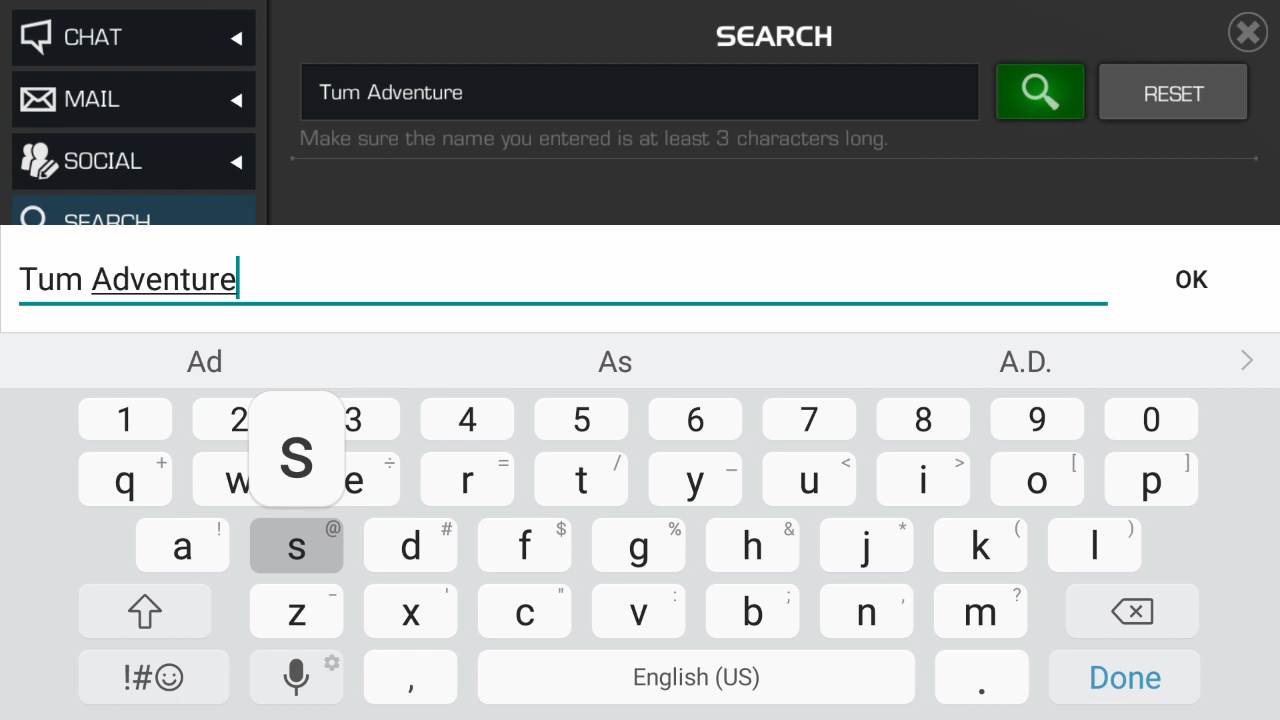 CHAT
MAIL
SOCIAL
SEARCH
SEARCH
Tum Adventure
RESET
Make sure the name you entered is at least 3 characters long.
Tum Adventure
OK
Ad As A.D.
1 2 3 4 5 6 7 8 9 0
s
q + w e ÷ r = t / y _ u < i > o [ p ]
a ! s @ d # f $ g % h & j * k ( l )
z - x ' c " v : b ; n , m ?
!#☺ , English (US) . Done